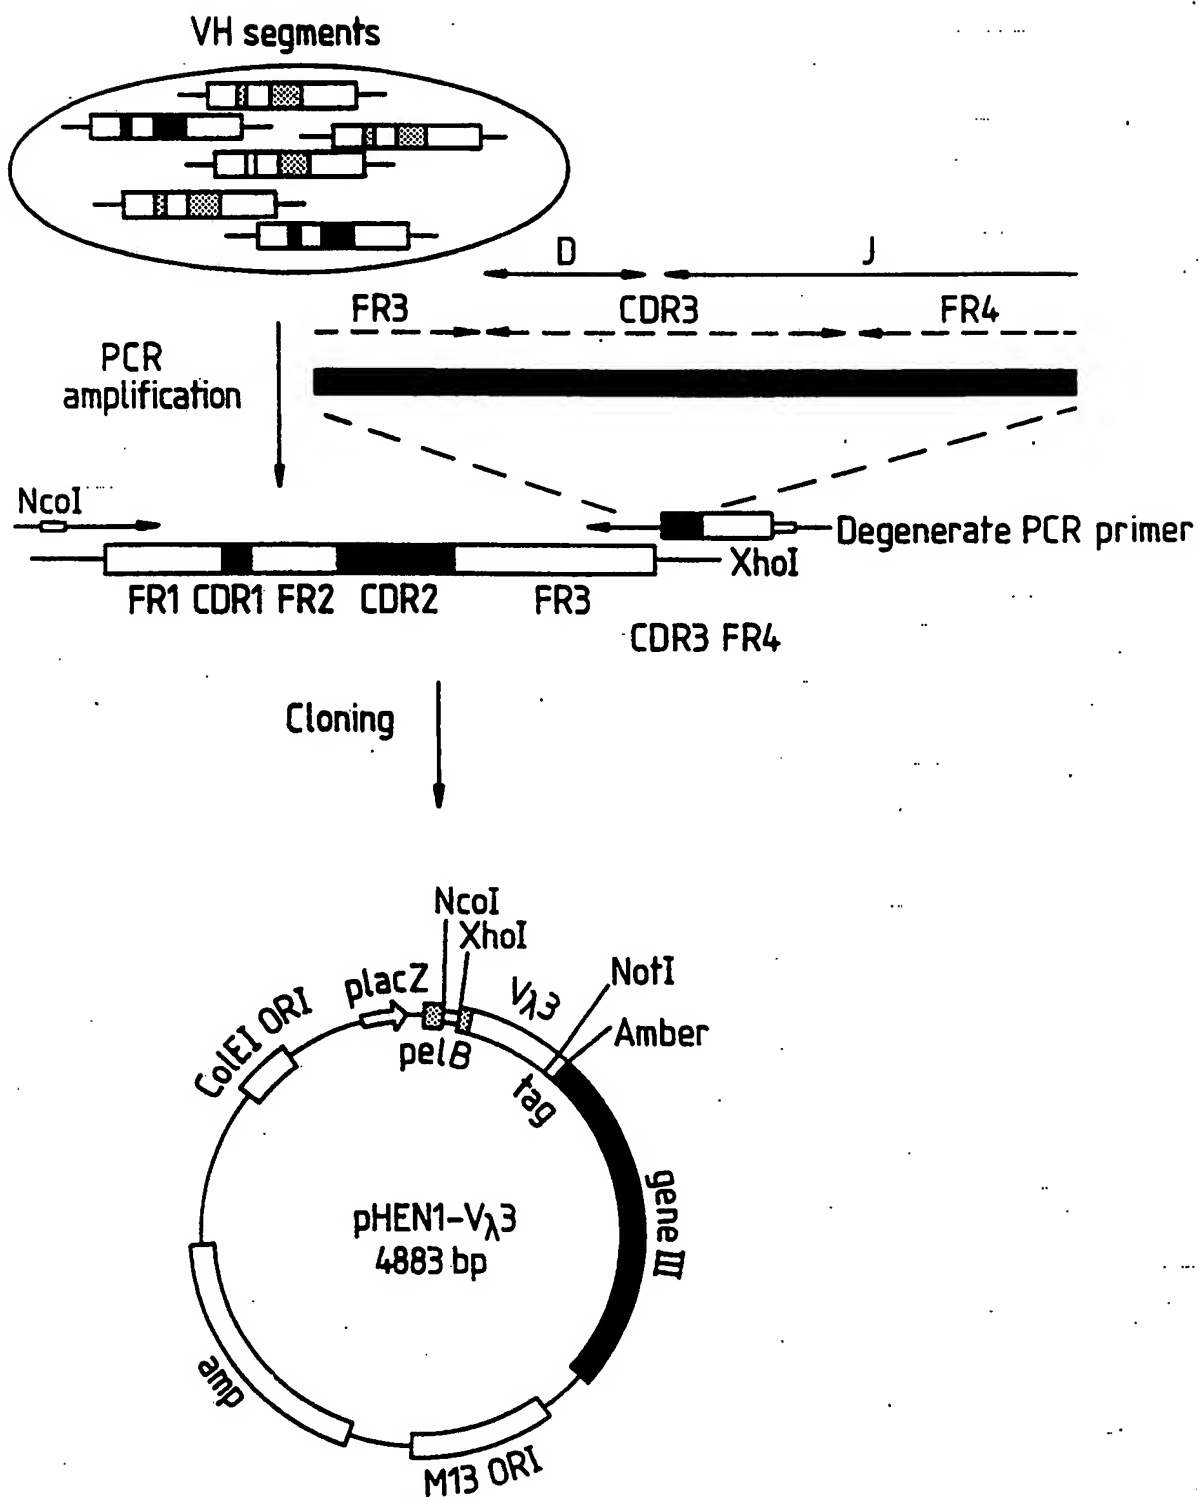 VH segments
D
J
FR3
CDR3
FR4
PCR
amplification
NcoI
Degenerate PCR primer
XhoI
FR1 CDR1 FR2 CDR2 FR3
CDR3 FR4
Cloning
NcoI
XhoI
placZ
Vλ3
NotI
ColEI ORI
pelB
Amber
tag
gene III
pHEN1-Vλ3
4883 bp
amp
M13 ORI